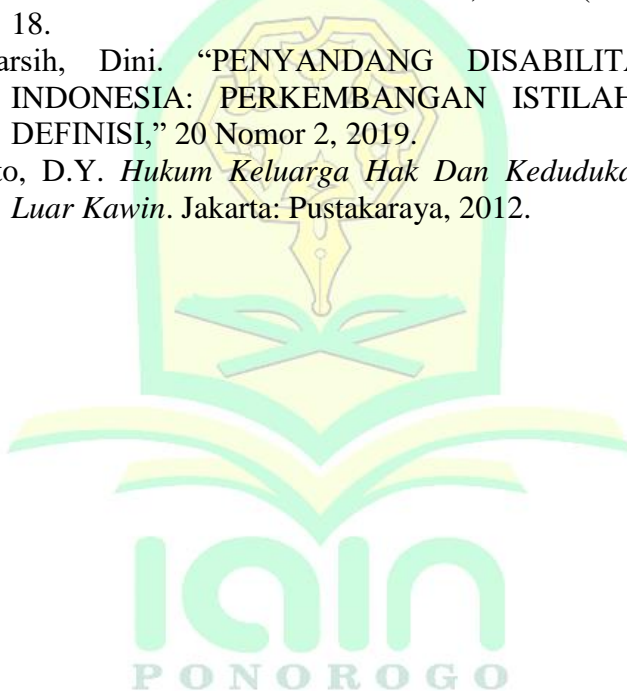 18.
arsih, Dini. “PENYANDANG DISABILITA
INDONESIA: PERKEMBANGAN ISTILAH
DEFINISI,” 20 Nomor 2, 2019.
to, D.Y. Hukum Keluarga Hak Dan Keduduka
Luar Kawin. Jakarta: Pustakaraya, 2012.
iain
PONOROGO